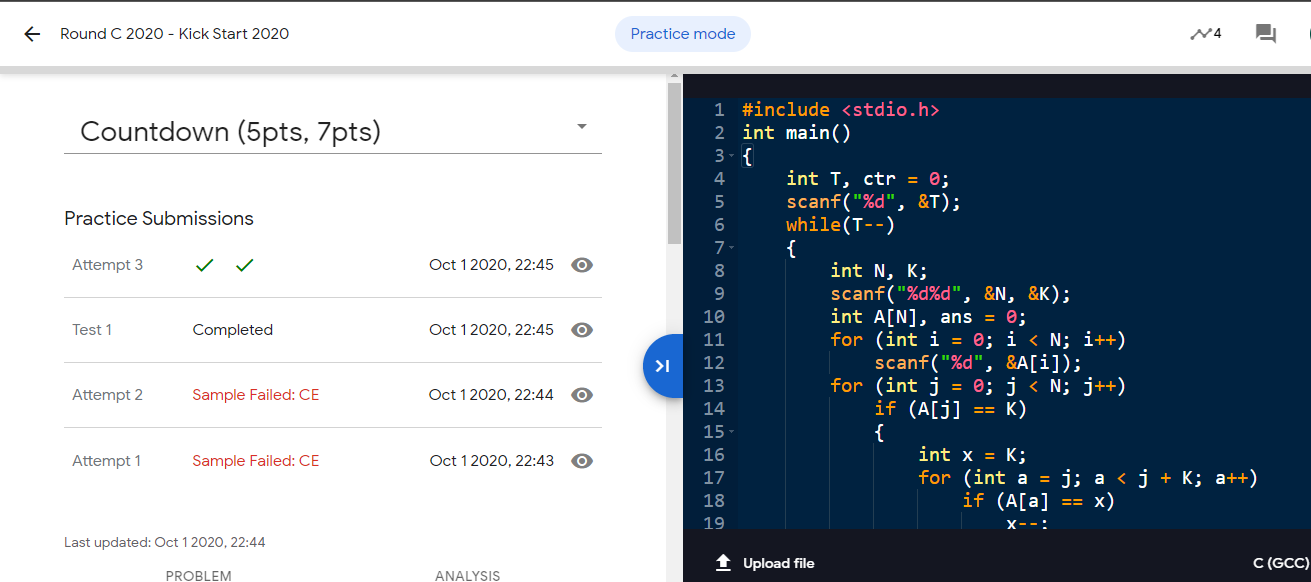 Round C 2020 - Kick Start 2020
Practice mode
4
Countdown (5pts, 7pts)
Practice Submissions
Attempt 3 Oct 1 2020, 22:45
Test 1 Completed Oct 1 2020, 22:45
Attempt 2 Sample Failed: CE Oct 1 2020, 22:44
Attempt 1 Sample Failed: CE Oct 1 2020, 22:43
Last updated: Oct 1 2020, 22:44
PROBLEM ANALYSIS
1 #include <stdio.h>
2 int main()
3 {
4 int T, ctr = 0;
5 scanf("%d", &T);
6 while(T--)
7 {
8 int N, K;
9 scanf("%d%d", &N, &K);
10 int A[N], ans = 0;
11 for (int i = 0; i < N; i++)
12 scanf("%d", &A[i]);
13 for (int j = 0; j < N; j++)
14 if (A[j] == K)
15 {
16 int x = K;
17 for (int a = j; a < j + K; a++)
18 if (A[a] == x)
19 x--;
Upload file
C (GCC)